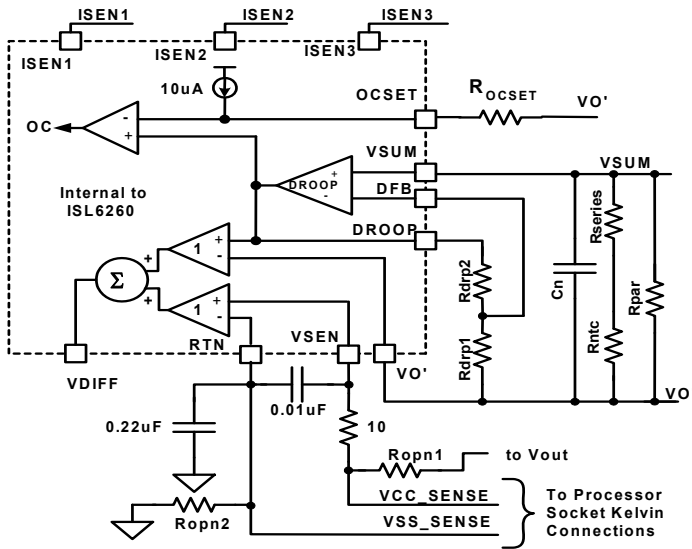 ISEN1
ISEN2
ISEN3
ISEN1
ISEN2
ISEN3
10uA
OCSET
ROCSET
VO'
OC
-
+
VSUM
VSUM
Internal to
ISL6260
DROOP
+
-
DFB
DROOP
Rseries
Cn
Rpar
Rdrp2
Rdrp1
Rntc
1
+
-
+
Σ
+
1
+
-
RTN
VSEN
VDIFF
VO'
VO
0.01uF
0.22uF
10
Ropn1
to Vout
VCC_SENSE
VSS_SENSE
Ropn2
To Processor
Socket Kelvin
Connections